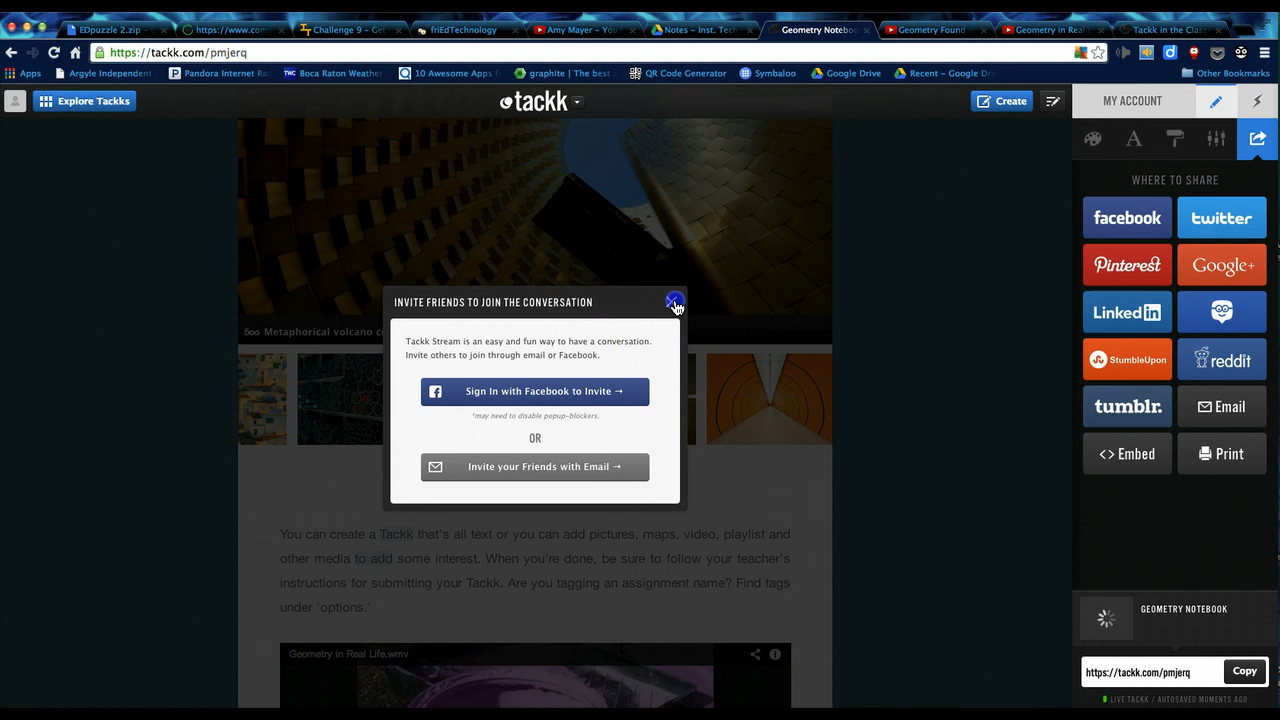 EDpuzzle 2.zip -
https://www.com
Challenge 9 - Get
friEdTechnology
Amy Mayer - You
Notes - Inst. Tech
Geometry Notebo
Geometry Found
Geometry in Real
Tackk in the Class
https://tackk.com/pmjerq
Apps
Argyle Independent
Pandora Internet Ra
TWC Boca Raton Weather
10 Awesome Apps
graphite | The best
QR Code Generator
Symbaloo
Google Drive
Recent - Google Dri
Other Bookmarks
Explore Tackks
tackk
Create
MY ACCOUNT
WHERE TO SHARE
facebook
twitter
Pinterest
Google+
Linked in
StumbleUpon
reddit
tumblr.
Email
<> Embed
Print
500 Metaphorical volcano
INVITE FRIENDS TO JOIN THE CONVERSATION
Tackk Stream is an easy and fun way to have a conversation.
Invite others to join through email or Facebook.
Sign In with Facebook to Invite →
*may need to disable popup-blockers.
OR
Invite your Friends with Email →
You can create a Tackk that's all text or you can add pictures, maps, video, playlist and
other media to add some interest. When you're done, be sure to follow your teacher's
instructions for submitting your Tackk. Are you tagging an assignment name? Find tags
under 'options.'
Geometry in Real Life.wmv
GEOMETRY NOTEBOOK
https://tackk.com/pmjerq
Copy
LIVE TACKK / AUTOSAVED MOMENTS AGO